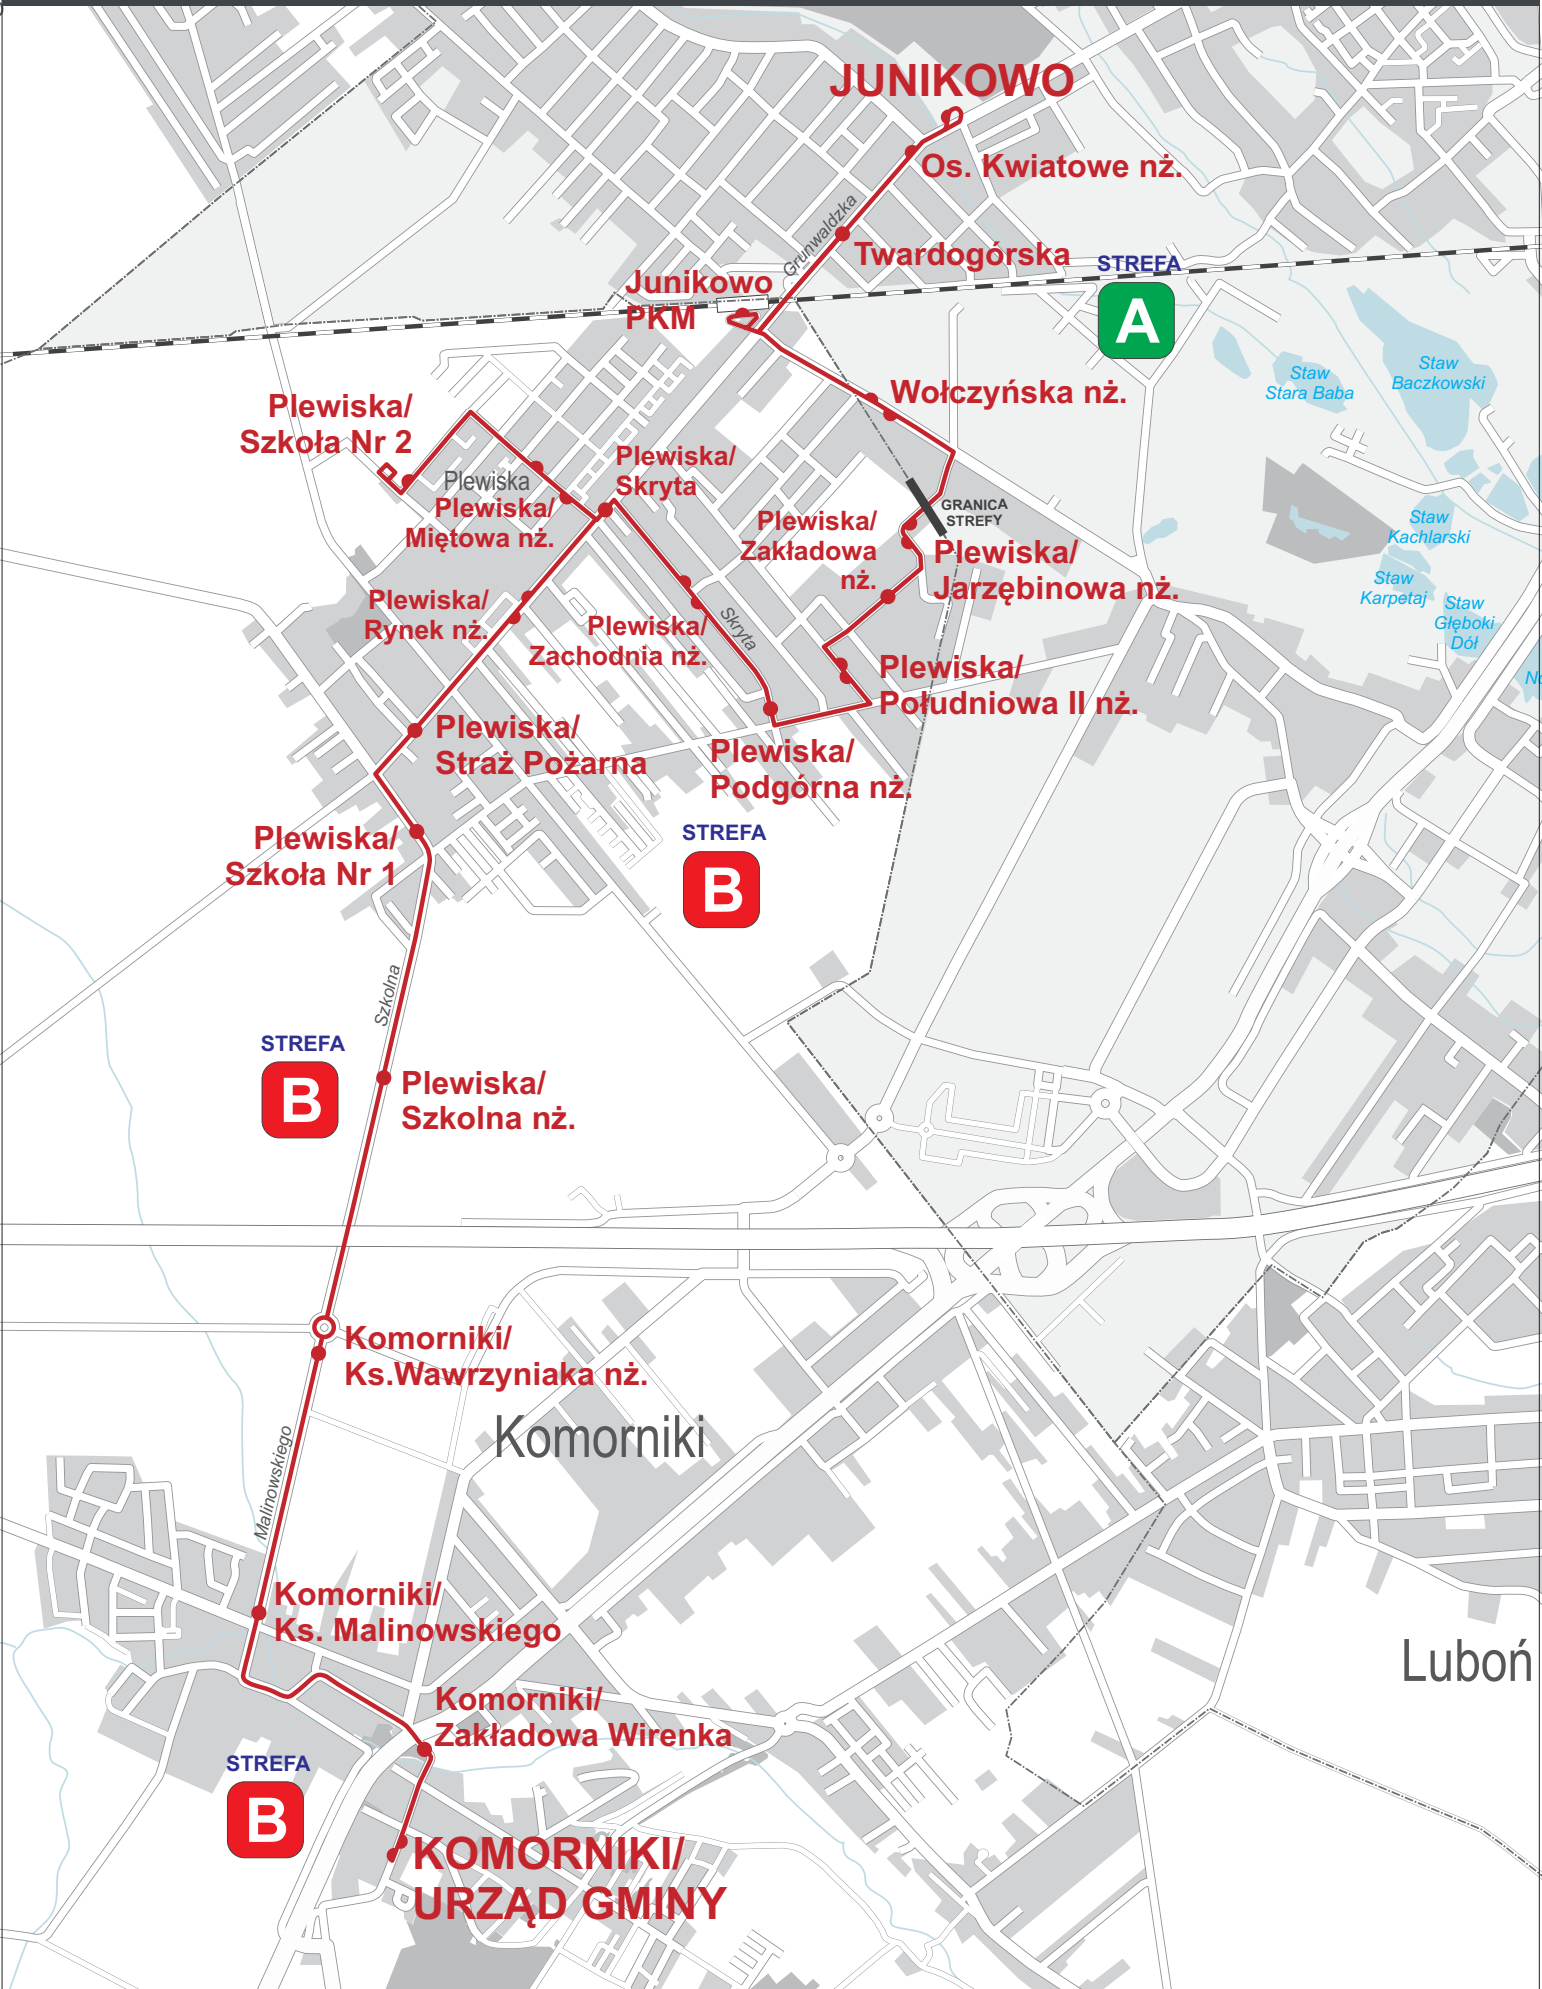 JUNIKOWO
Os. Kwiatowe nż.
Grunwaldzka
Twardogórska
STREFA
A
Junikowo
PKM
Staw
Stara Baba
Staw
Baczkowski
Wołczyńska nż.
Plewiska/
Szkoła Nr 2
Plewiska
Plewiska/
Skryta
Plewiska/
Miętowa nż.
GRANICA
STREFY
Plewiska/
Zakładowa
nż.
Plewiska/
Jarzębinowa nż.
Staw
Kachlarski
Staw
Karpetaj
Staw
Głęboki
Dół
Plewiska/
Rynek nż.
Plewiska/
Zachodnia nż.
Skryta
Plewiska/
Południowa II nż.
Plewiska/
Straż Pożarna
Plewiska/
Podgórna nż.
Plewiska/
Szkoła Nr 1
STREFA
B
Szkolna
STREFA
B
Plewiska/
Szkolna nż.
Komorniki/
Ks.Wawrzyniaka nż.
Komorniki
Malinowskiego
Komorniki/
Ks. Malinowskiego
Luboń
Komorniki/
Zakładowa Wirenka
STREFA
B
KOMORNIKI/
URZĄD GMINY